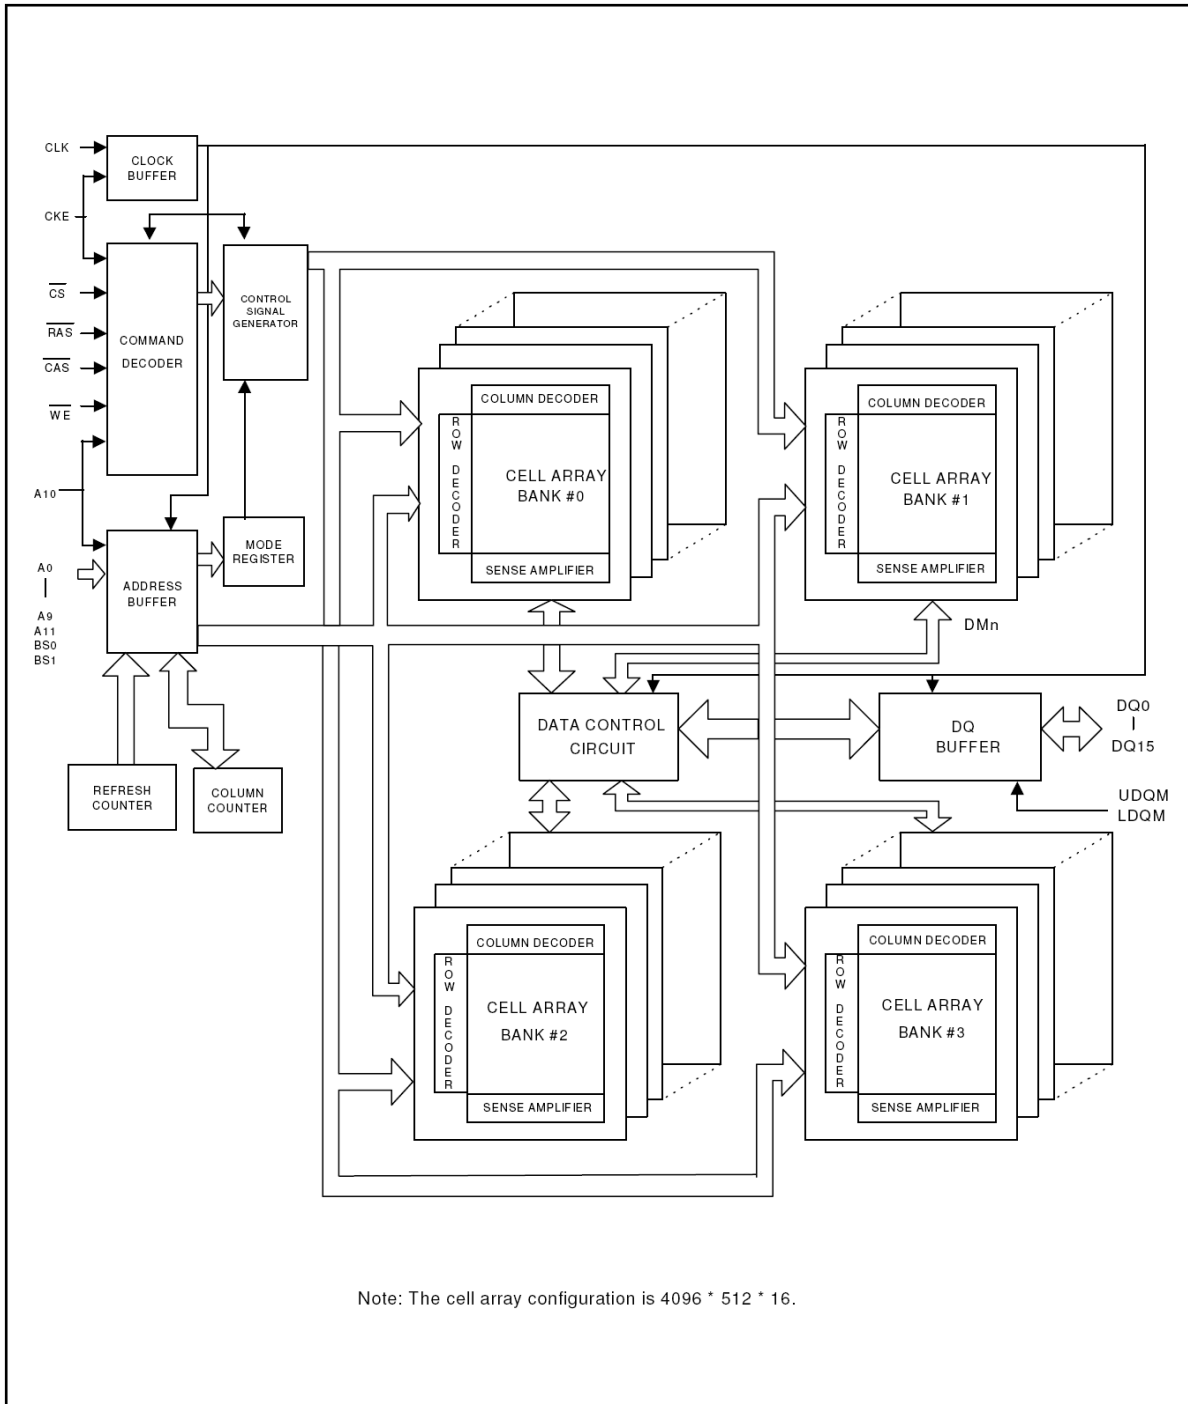 CLK
CLOCK
BUFFER
CKE
CS
RAS
CAS
WE
COMMAND
DECODER
CONTROL
SIGNAL
GENERATOR
A10
MODE
REGISTER
A0
A9
A11
BS0
BS1
ADDRESS
BUFFER
REFRESH
COUNTER
COLUMN
COUNTER
COLUMN DECODER
ROW DECODER
CELL ARRAY
BANK #0
SENSE AMPLIFIER
COLUMN DECODER
ROW DECODER
CELL ARRAY
BANK #1
SENSE AMPLIFIER
DMn
DATA CONTROL
CIRCUIT
DQ
BUFFER
DQ0
DQ15
UDQM
LDQM
COLUMN DECODER
ROW DECODER
CELL ARRAY
BANK #2
SENSE AMPLIFIER
COLUMN DECODER
ROW DECODER
CELL ARRAY
BANK #3
SENSE AMPLIFIER
Note: The cell array configuration is 4096 * 512 * 16.